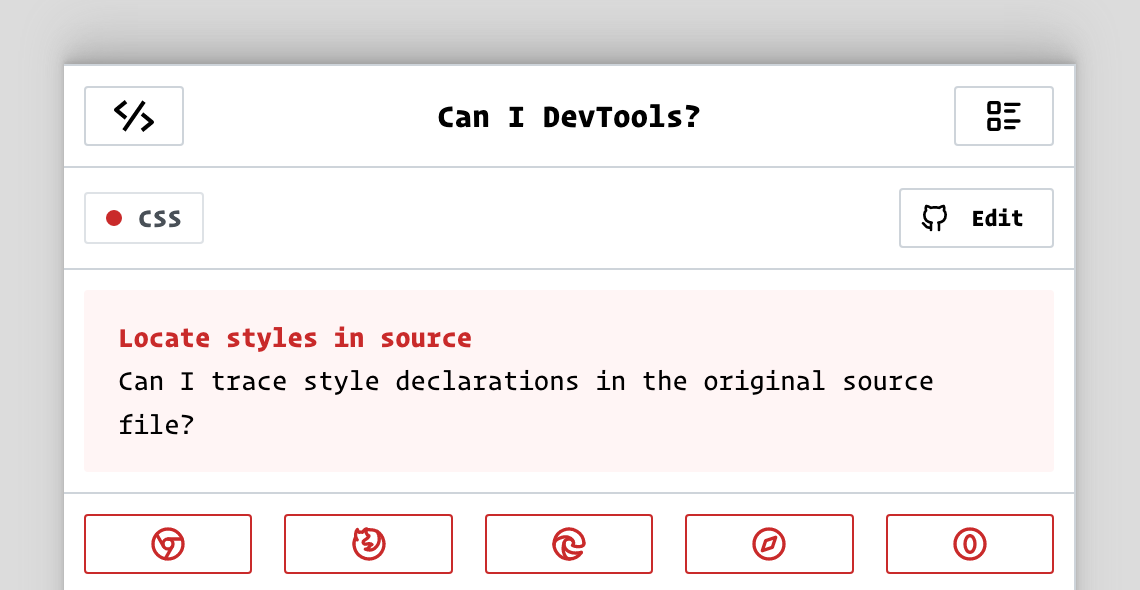 Can I DevTools?
CSS
Edit
Locate styles in source
Can I trace style declarations in the original source
file?